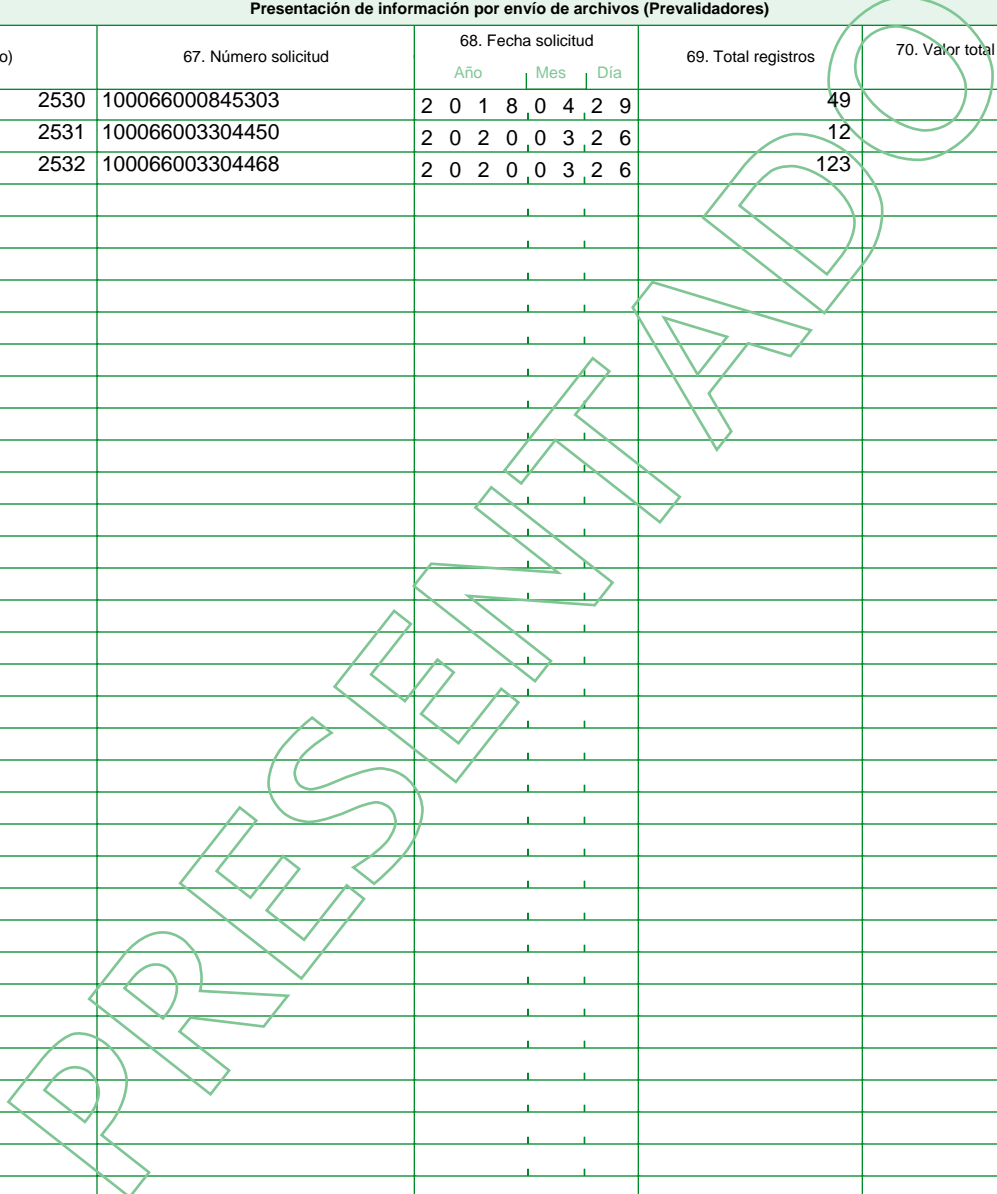 Presentación de información por envío de archivos (Prevalidadores)
o) 67. Número solicitud 68. Fecha solicitud 69. Total registros 70. Valor total
Año Mes Día
2530 100066000845303 2 0 1 8 0 4 2 9 49
2531 100066003304450 2 0 2 0 0 3 2 6 12
2532 100066003304468 2 0 2 0 0 3 2 6 123
PRESENTADO